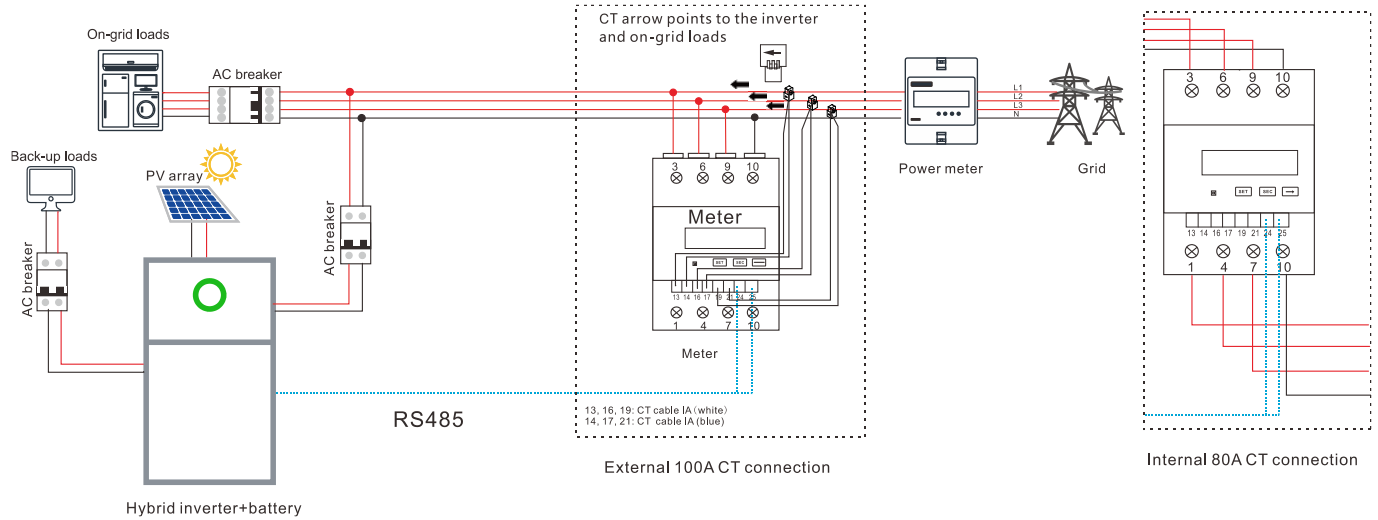 On-grid loads
AC breaker
CT arrow points to the inverter
and on-grid loads
L1
L2
L3
N
Power meter
Grid
Back-up loads
PV array
AC breaker
AC breaker
3 6 9 10
Meter
SET SEC
13 14 16 17 19 21 24 25
1 4 7 10
Meter
RS485
13, 16, 19: CT cable IA (white)
14, 17, 21: CT cable IA (blue)
External 100A CT connection
Hybrid inverter+battery
3 6 9 10
SET SEC →
13 14 16 17 19 21 24 25
1 4 7 10
Internal 80A CT connection